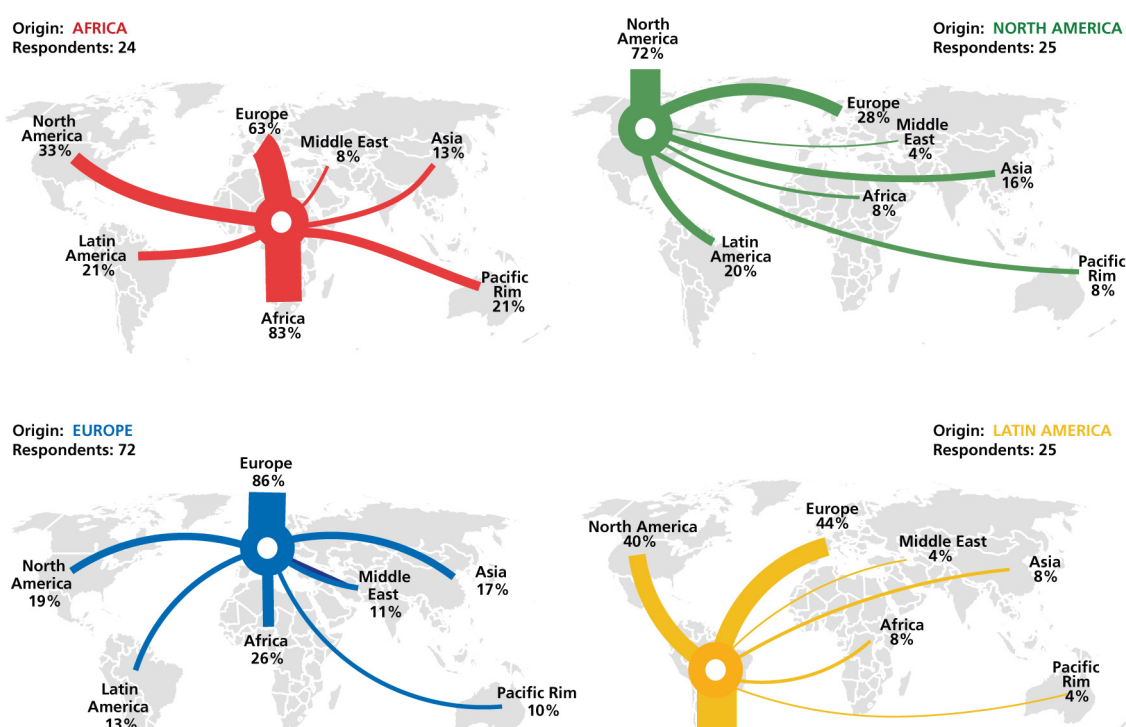 Origin: AFRICA
Respondents: 24
North
America
33%
Europe
63%
Middle East
8%
Asia
13%
Latin
America
21%
Pacific
Rim
21%
Africa
83%
North
America
72%
Origin: NORTH AMERICA
Respondents: 25
Europe
28%
Middle
East
4%
Asia
16%
Africa
8%
Latin
America
20%
Pacific
Rim
8%
Origin: EUROPE
Respondents: 72
Europe
86%
North
America
19%
Middle
East
11%
Asia
17%
Africa
26%
Latin
America
13%
Pacific Rim
10%
Origin: LATIN AMERICA
Respondents: 25
North America
40%
Europe
44%
Middle East
4%
Asia
8%
Africa
8%
Pacific
Rim
4%